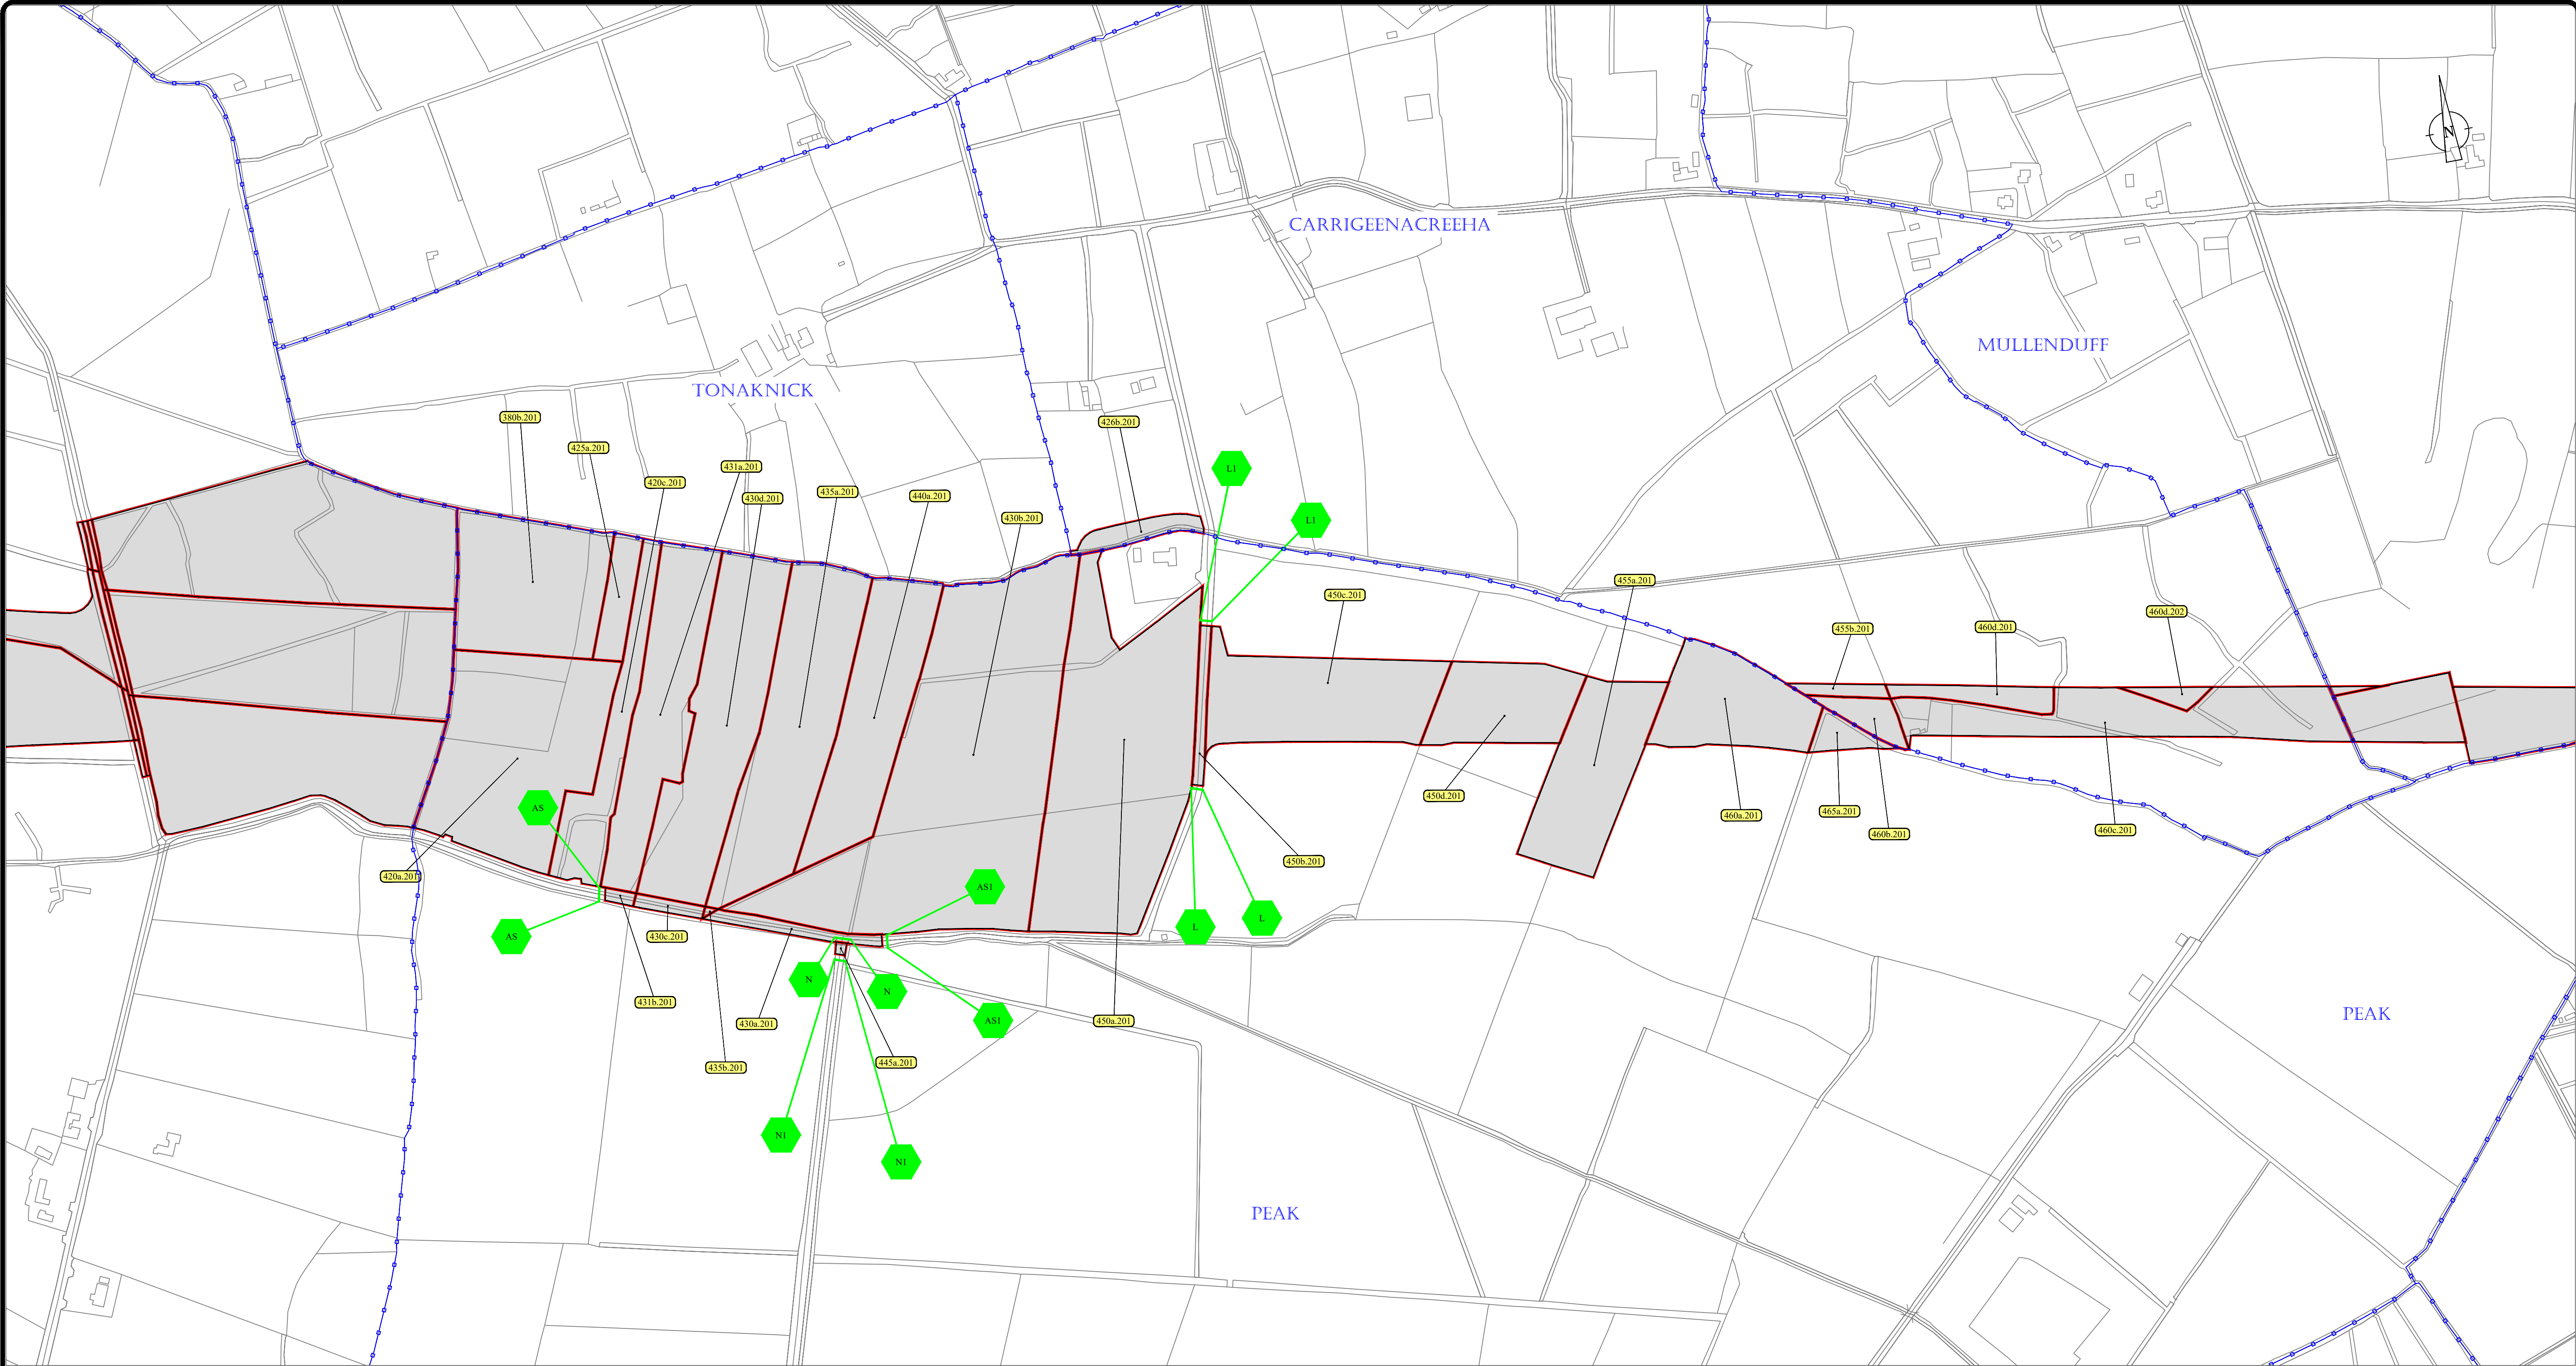 N
CARRIGEENACREEHA
MULLENDUFF
TONAKNICK
380b.201
426b.201
425a.201
431a.201
L1
420c.201
430d.201
435a.201
440a.201
430b.201
L1
455a.201
450c.201
460d.202
460d.201
455b.201
450d.201
AS
465a.201
460a.201
460c.201
460b.201
450b.201
420a.201
AS1
L
L
AS
430c.201
N
N
431b.201
PEAK
AS1
450a.201
430a.201
445a.201
435b.201
N1
N1
PEAK